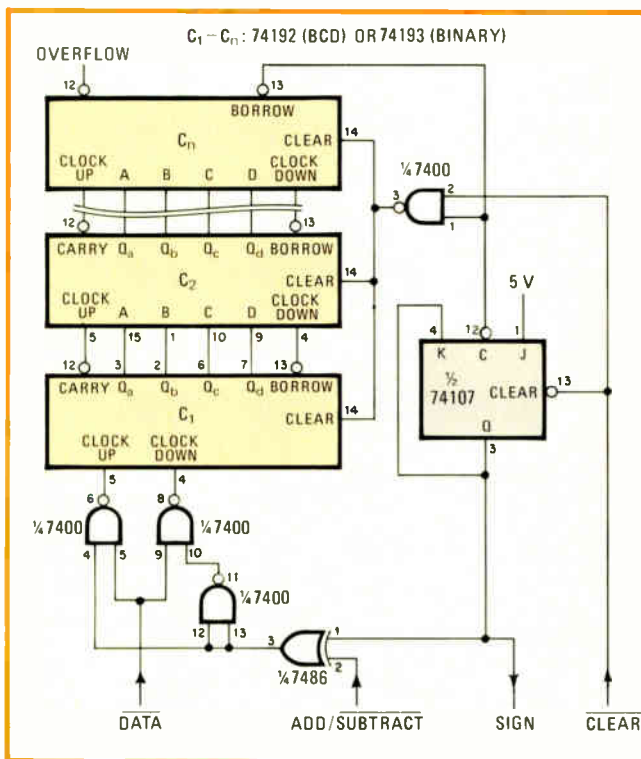 C₁–Cₙ: 74192 (BCD) OR 74193 (BINARY)
OVERFLOW
12 13
BORROW
Cₙ
CLEAR 14
CLOCK UP A B C D CLOCK DOWN
¼ 7400
3 2
1
12 13
CARRY Qa Qb Qc Qd BORROW
C₂
CLEAR 14
CLOCK UP A B C D CLOCK DOWN
5 15 1 10 9 4
5 V
4 12 1
K C J
½ 74107
CLEAR 13
Q
3
12 3 2 6 7 13
CARRY Qa Qb Qc Qd BORROW
C₁
CLEAR 14
CLOCK UP CLOCK DOWN
5 4
6 8
¼ 7400 ¼ 7400
4 5 9 10
11
¼ 7400
12 13
3 1
2
¼ 7486
DATA ADD/SUBTRACT SIGN CLEAR